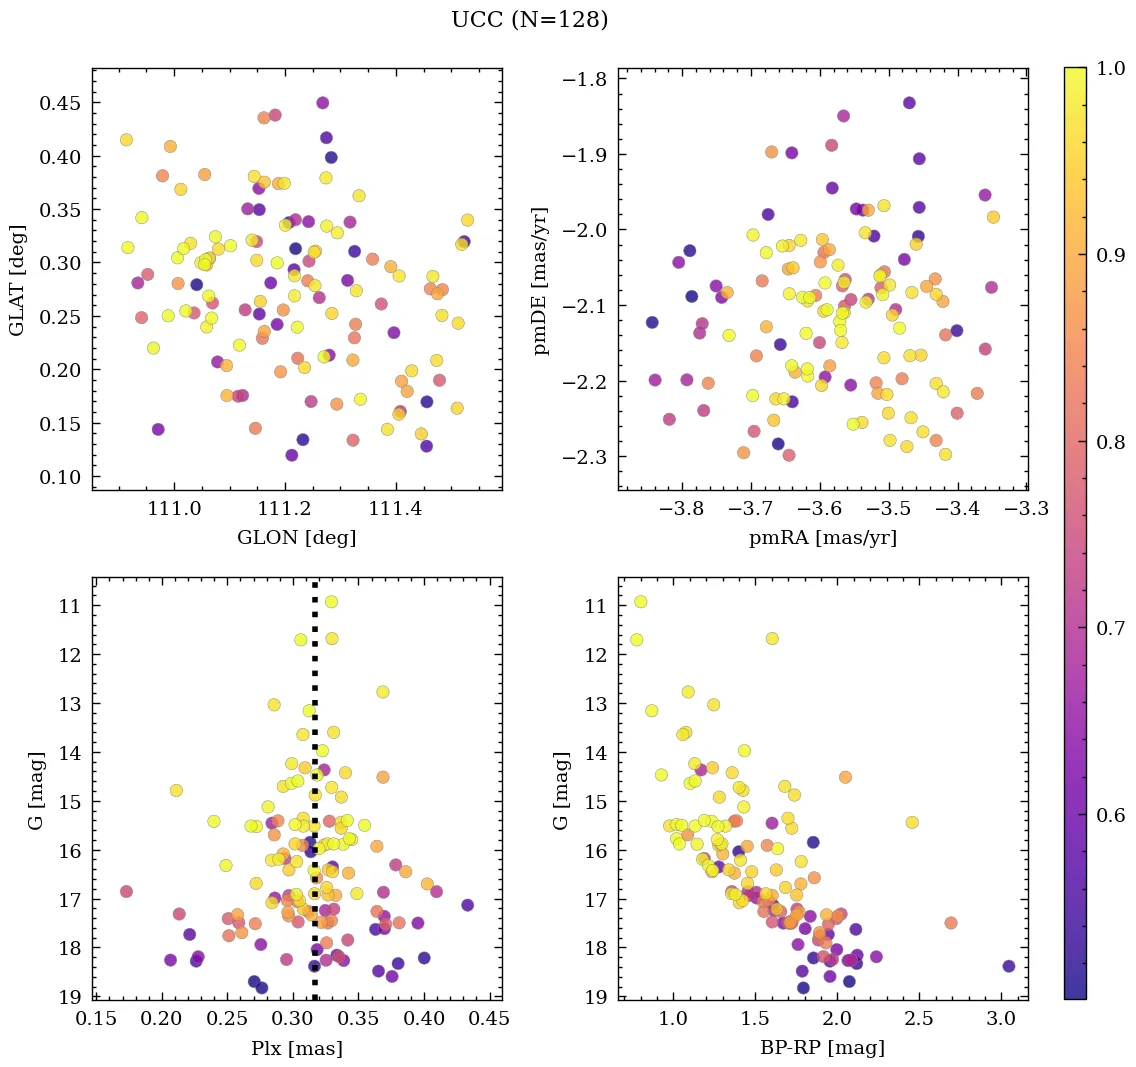 UCC (N=128)
0.45
0.40
0.35
0.30
0.25
0.20
0.15
0.10
GLAT [deg]
111.0 111.2 111.4
GLON [deg]
−1.8
−1.9
−2.0
−2.1
−2.2
−2.3
pmDE [mas/yr]
−3.8 −3.7 −3.6 −3.5 −3.4 −3.3
pmRA [mas/yr]
11
12
13
14
15
16
17
18
19
G [mag]
0.15 0.20 0.25 0.30 0.35 0.40 0.45
Plx [mas]
11
12
13
14
15
16
17
18
19
G [mag]
1.0 1.5 2.0 2.5 3.0
BP-RP [mag]
1.0
0.9
0.8
0.7
0.6